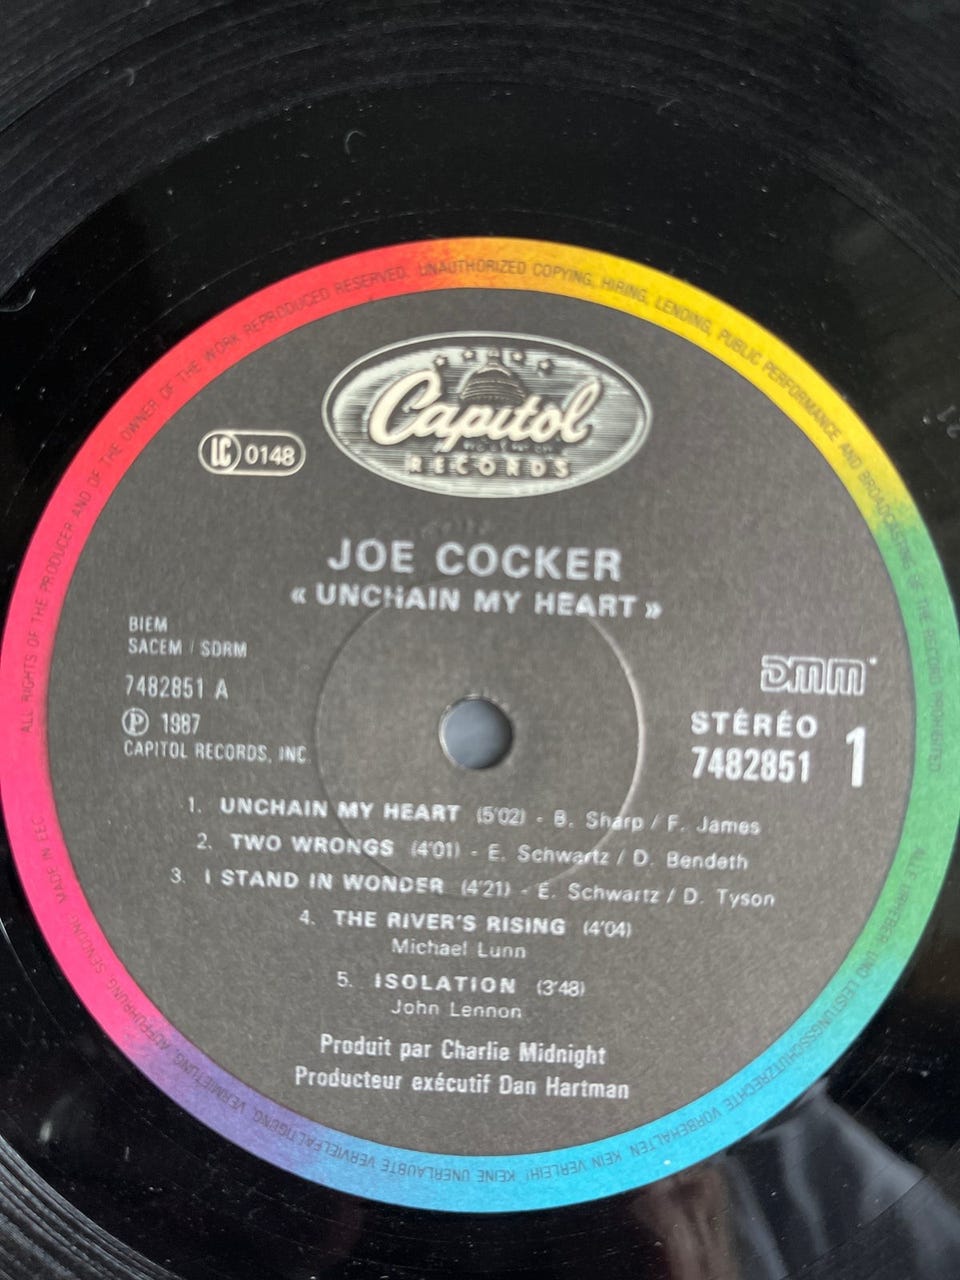 ALL RIGHTS OF THE PRODUCER AND OF THE OWNER OF THE WORK REPRODUCED RESERVED. UNAUTHORIZED COPYING, HIRING, LENDING, PUBLIC PERFORMANCE AND BROADCASTING OF THE RECORD PROHIBITED.
Capitol
RECORDS
LC 0148
JOE COCKER
« UNCHAIN MY HEART »
BIEM
SACEM / SDRM
7482851 A
Ⓟ 1987
CAPITOL RECORDS, INC.
DMM
STÉRÉO
7482851
1
1. UNCHAIN MY HEART (5'02) - B. Sharp / F. James
2. TWO WRONGS (4'01) - E. Schwartz / D. Bendeth
3. I STAND IN WONDER (4'21) - E. Schwartz / D. Tyson
4. THE RIVER'S RISING (4'04)
Michael Lunn
5. ISOLATION (3'48)
John Lennon
Produit par Charlie Midnight
Producteur exécutif Dan Hartman
ALLE URHEBER- UND LEISTUNGSSCHUTZRECHTE VORBEHALTEN. KEIN VERLEIH! KEINE UNERLAUBTE VERVIELFÄLTIGUNG, VERMIETUNG, AUFFÜHRUNG, SENDUNG! MADE IN EEC